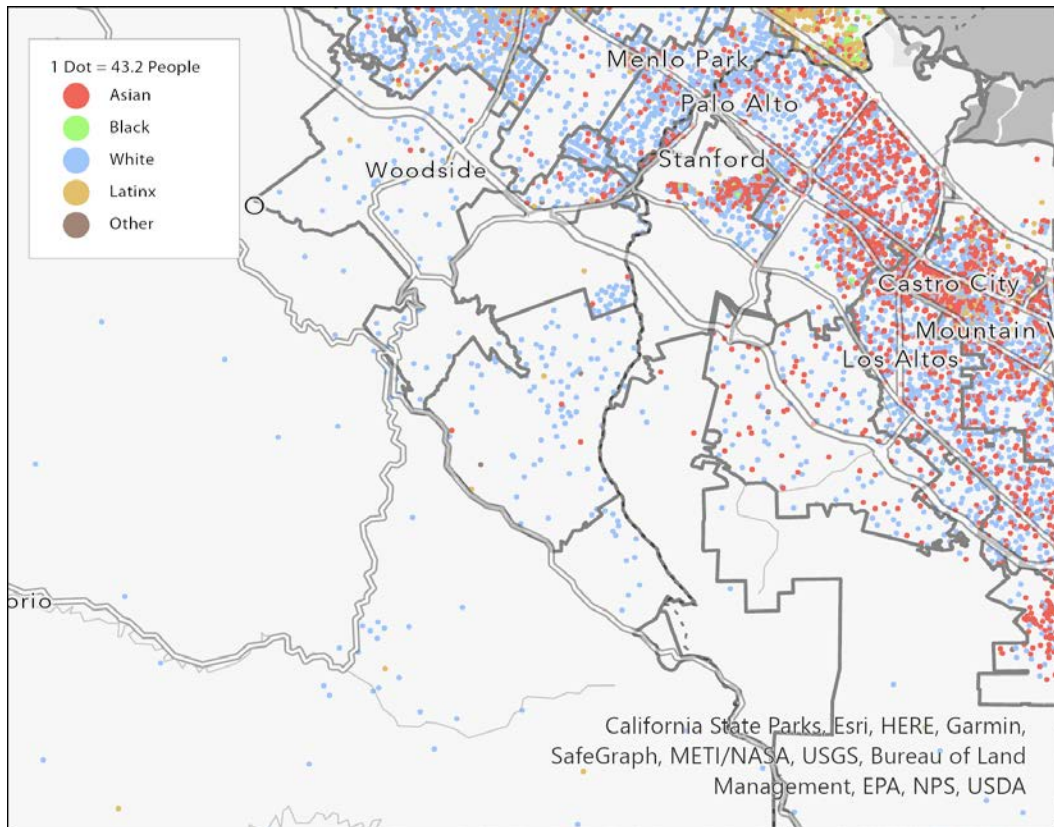 1 Dot = 43.2 People
Asian
Black
White
Latinx
Other
Menlo Park
Palo Alto
Stanford
Woodside
Castro City
Mountain V
Los Altos
orio
California State Parks, Esri, HERE, Garmin,
SafeGraph, METI/NASA, USGS, Bureau of Land
Management, EPA, NPS, USDA